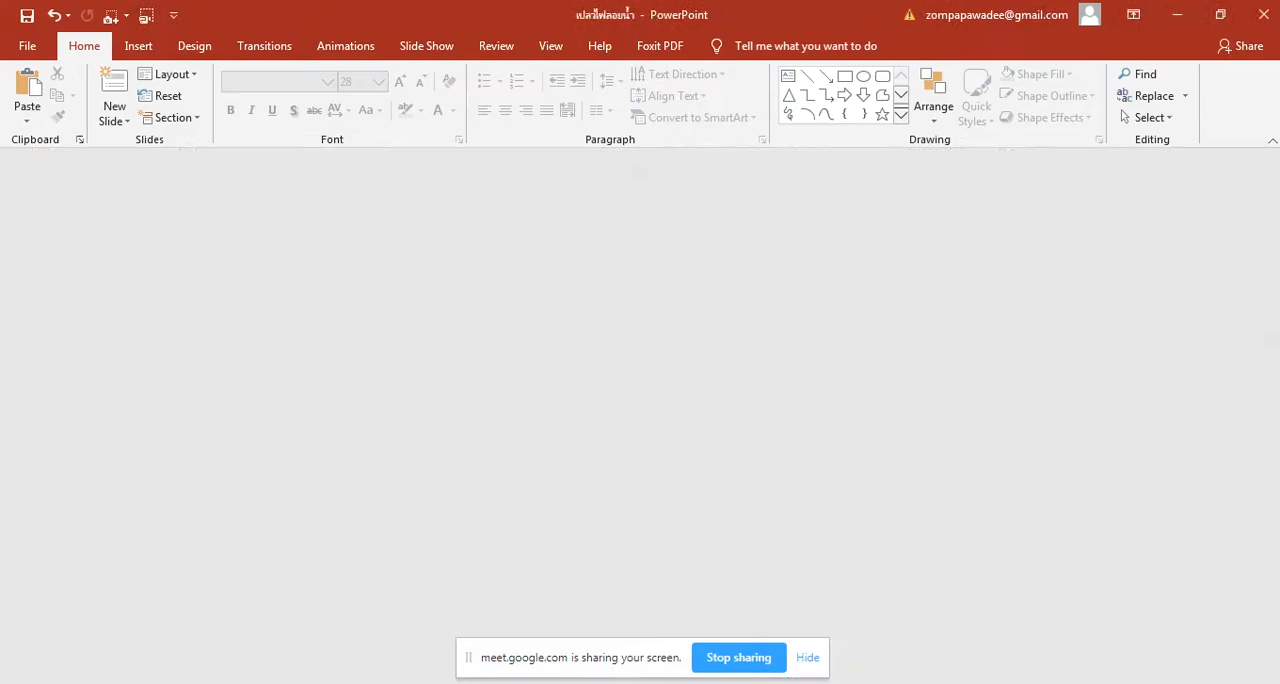 เปลวไฟลอยน้ำ - PowerPoint
zompapawadee@gmail.com
File Home Insert Design Transitions Animations Slide Show Review View Help Foxit PDF Tell me what you want to do Share
Paste
Clipboard
New Slide
Layout
Reset
Section
Slides
28
B I U S abc AV Aa A
Font
Text Direction
Align Text
Convert to SmartArt
Paragraph
Arrange
Quick Styles
Shape Fill
Shape Outline
Shape Effects
Drawing
Find
Replace
Select
Editing
meet.google.com is sharing your screen. Stop sharing Hide